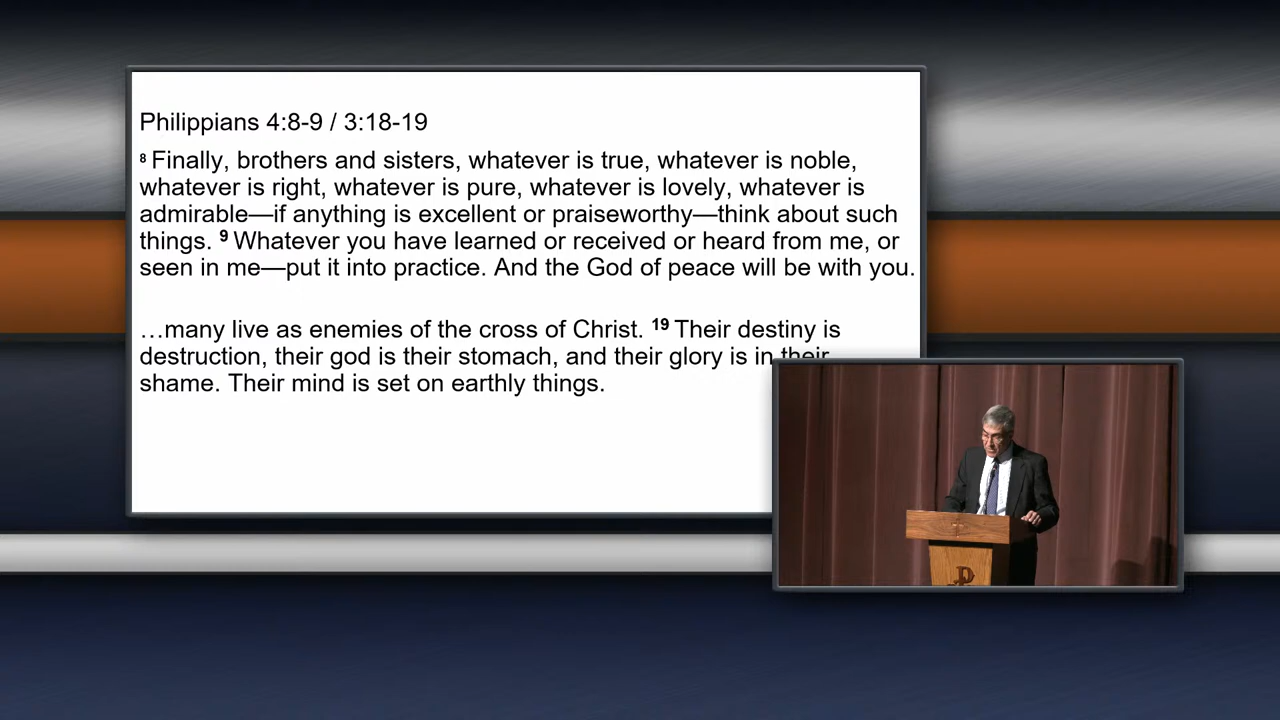 Philippians 4:8-9 / 3:18-19
8 Finally, brothers and sisters, whatever is true, whatever is noble,
whatever is right, whatever is pure, whatever is lovely, whatever is
admirable—if anything is excellent or praiseworthy—think about such
things. 9 Whatever you have learned or received or heard from me, or
seen in me—put it into practice. And the God of peace will be with you.
…many live as enemies of the cross of Christ. 19 Their destiny is
destruction, their god is their stomach, and their glory is in their
shame. Their mind is set on earthly things.